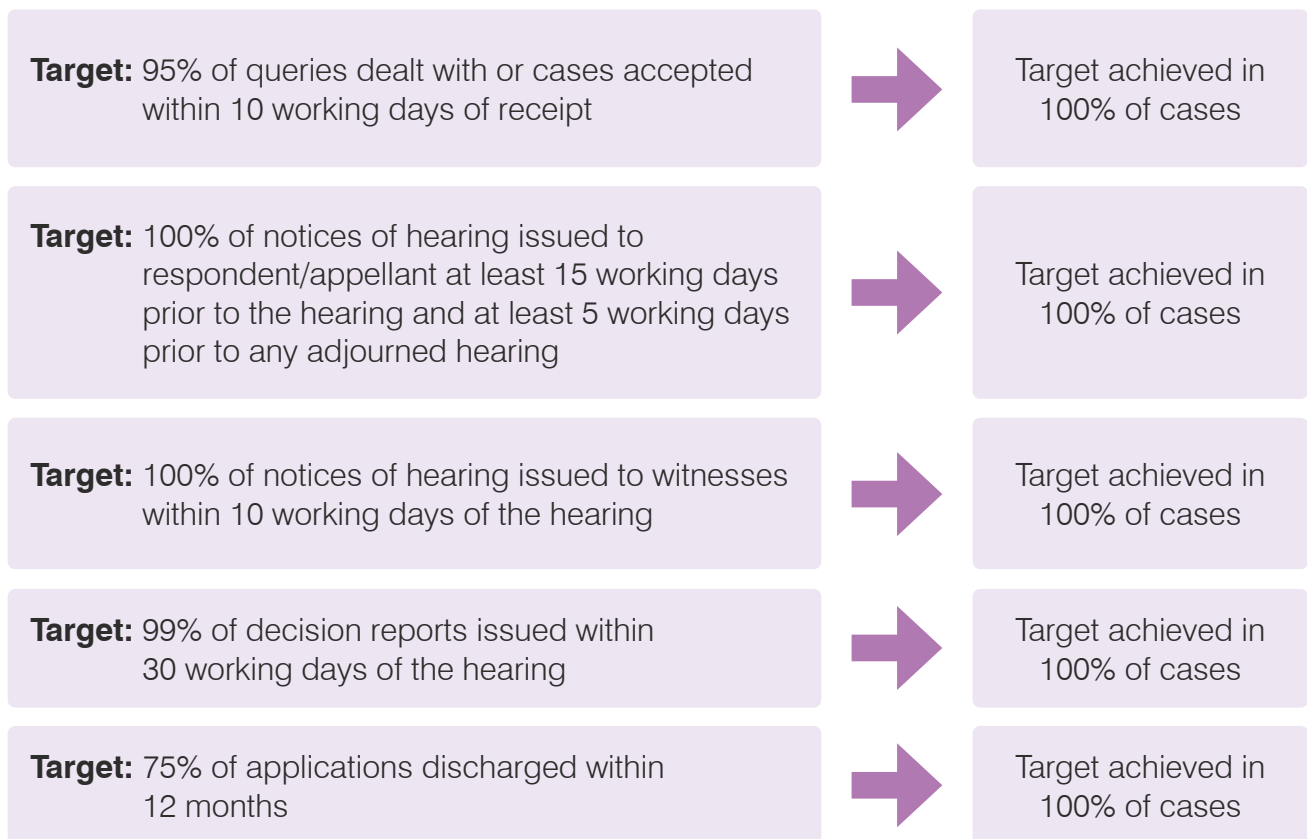 Target: 95% of queries dealt with or cases accepted
within 10 working days of receipt
Target achieved in
100% of cases
Target: 100% of notices of hearing issued to
respondent/appellant at least 15 working days
prior to the hearing and at least 5 working days
prior to any adjourned hearing
Target achieved in
100% of cases
Target: 100% of notices of hearing issued to witnesses
within 10 working days of the hearing
Target achieved in
100% of cases
Target: 99% of decision reports issued within
30 working days of the hearing
Target achieved in
100% of cases
Target: 75% of applications discharged within
12 months
Target achieved in
100% of cases